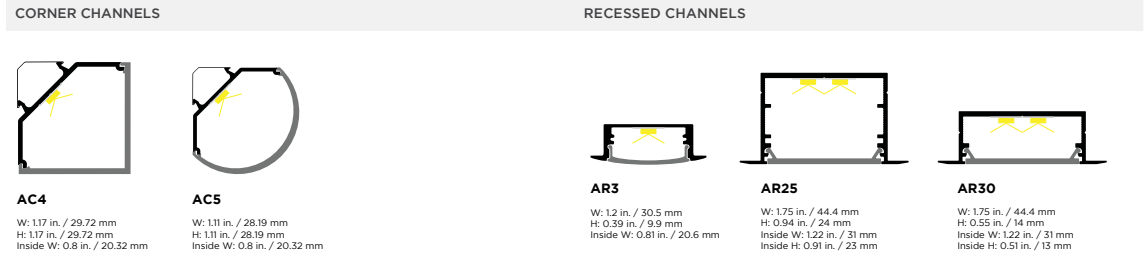 CORNER CHANNELS
AC4
W: 1.17 in. / 29.72 mm
H: 1.17 in. / 29.72 mm
Inside W: 0.8 in. / 20.32 mm
AC5
W: 1.11 in. / 28.19 mm
H: 1.11 in. / 28.19 mm
Inside W: 0.8 in. / 20.32 mm
RECESSED CHANNELS
AR3
W: 1.2 in. / 30.5 mm
H: 0.39 in. / 9.9 mm
Inside W: 0.81 in. / 20.6 mm
AR25
W: 1.75 in. / 44.4 mm
H: 0.94 in. / 24 mm
Inside W: 1.22 in. / 31 mm
Inside H: 0.91 in. / 23 mm
AR30
W: 1.75 in. / 44.4 mm
H: 0.55 in. / 14 mm
Inside W: 1.22 in. / 31 mm
Inside H: 0.51 in. / 13 mm